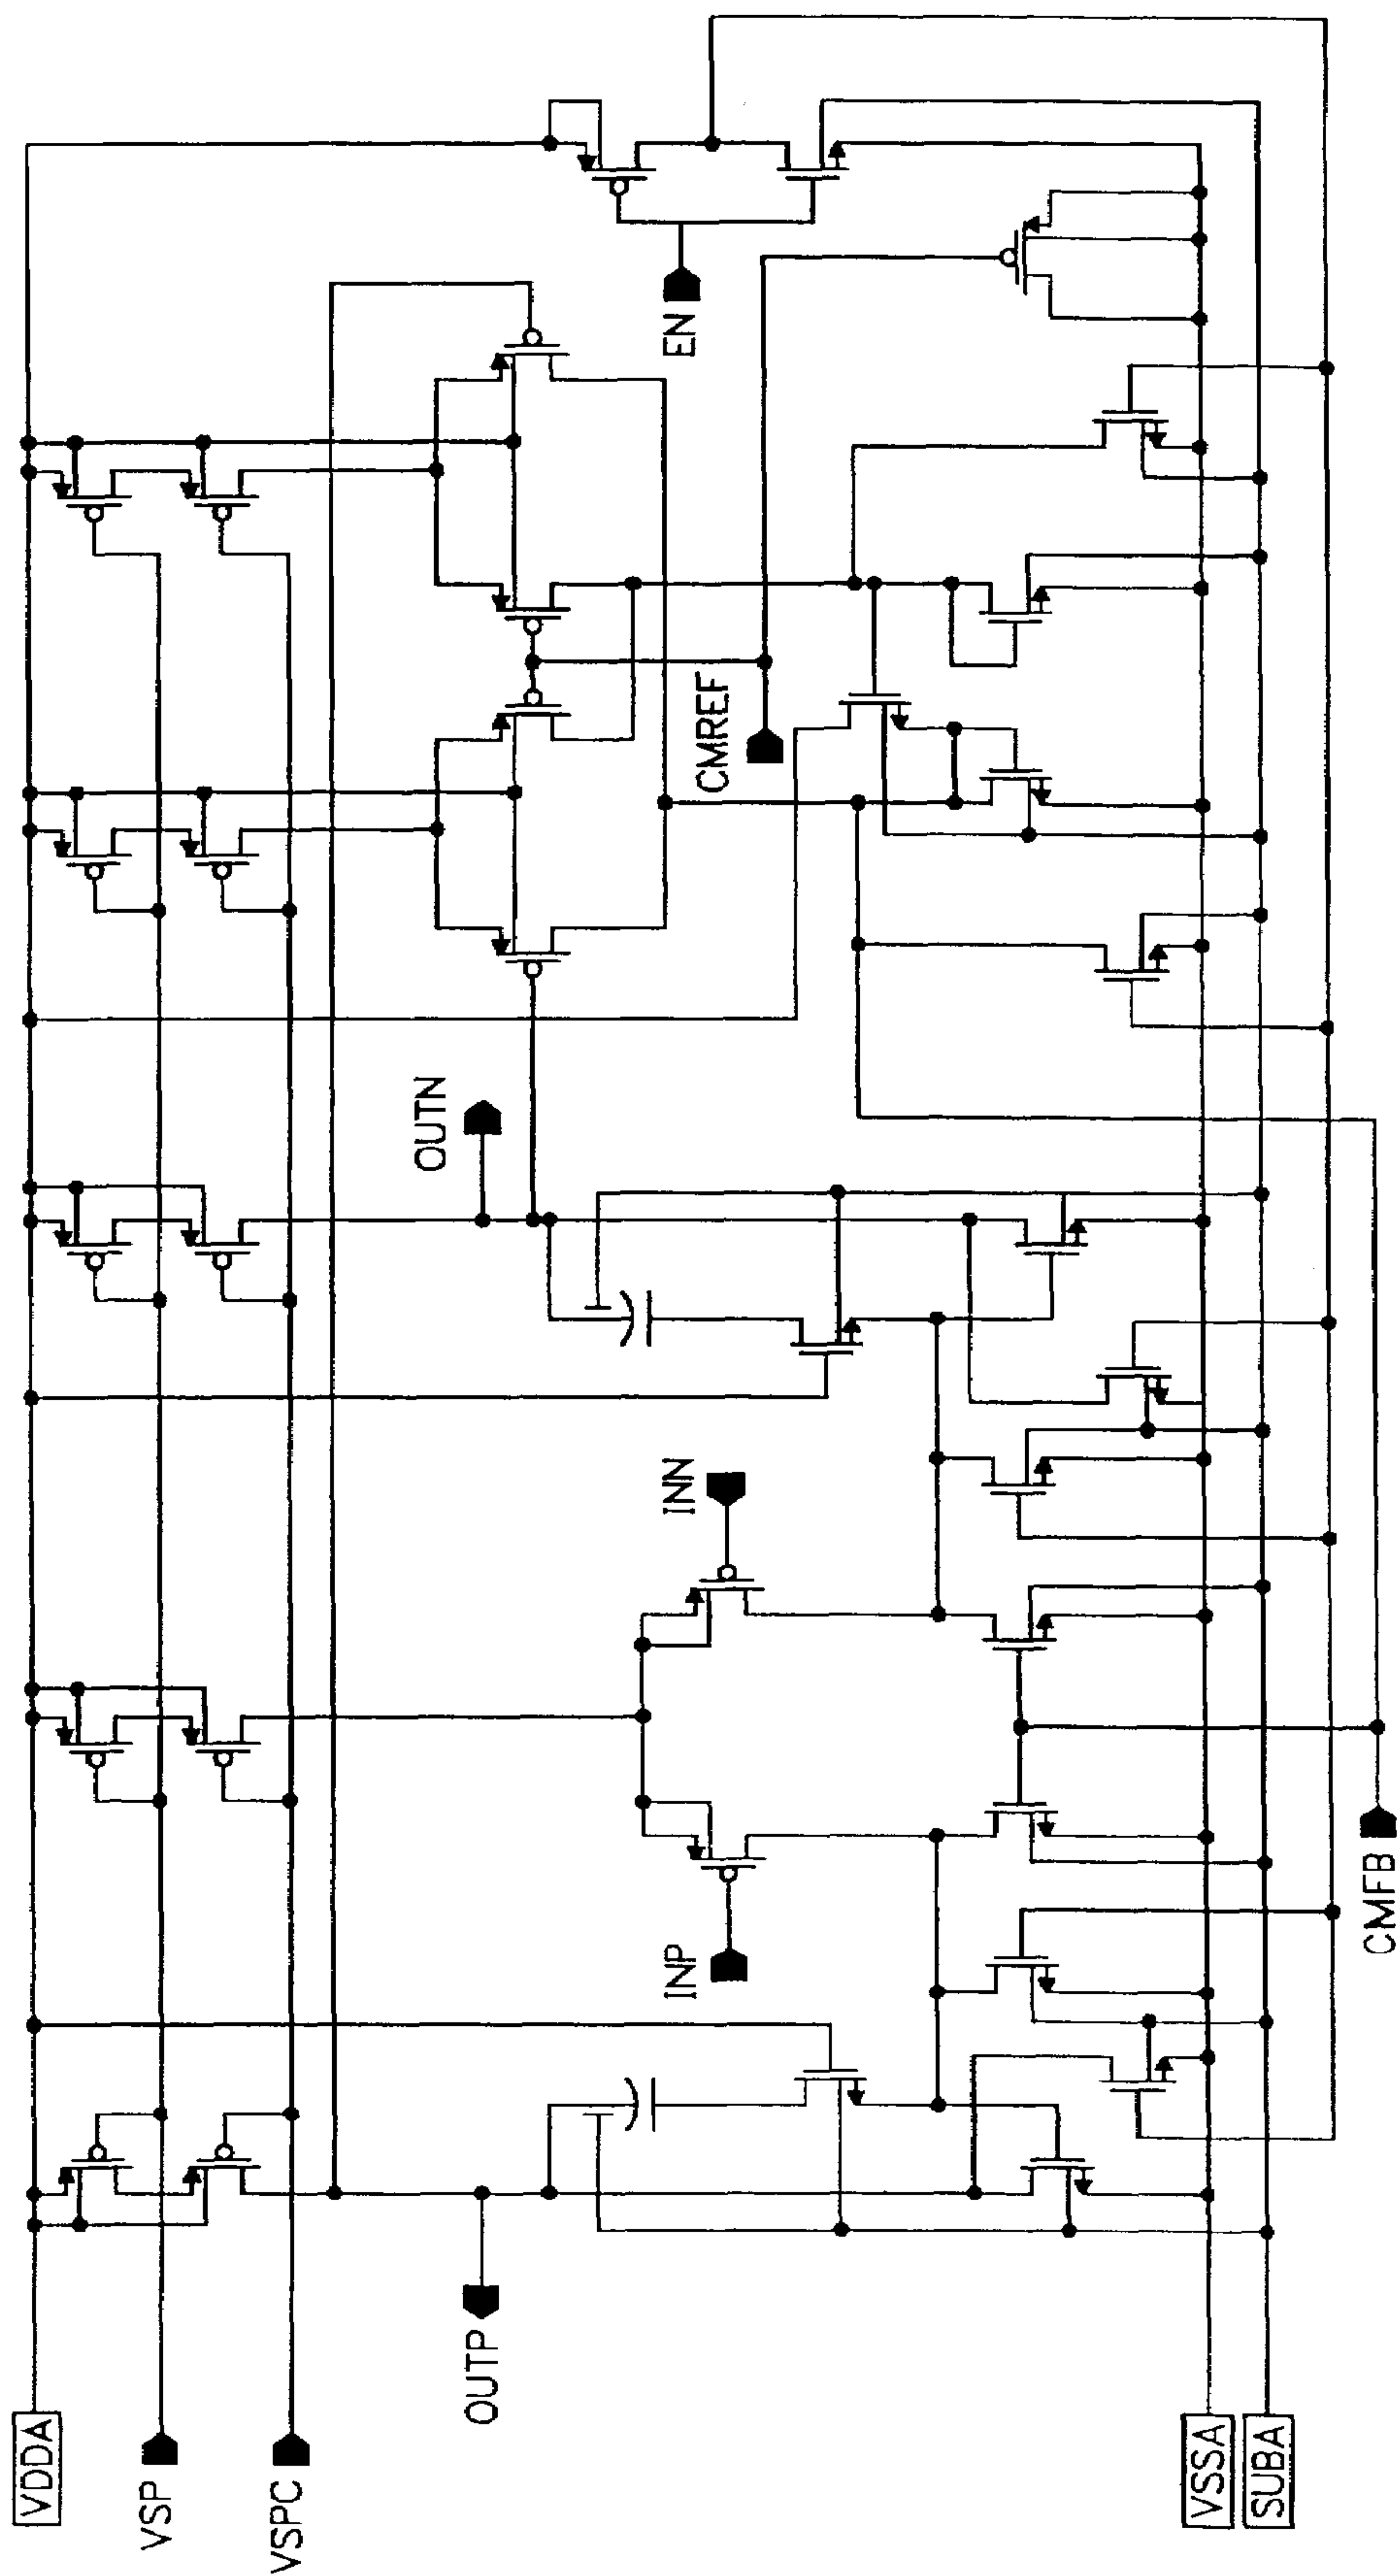 VDDA
VSP
VSPC
OUTP
INP
INN
OUTN
CMREF
EN
CMFB
VSSA
SUBA